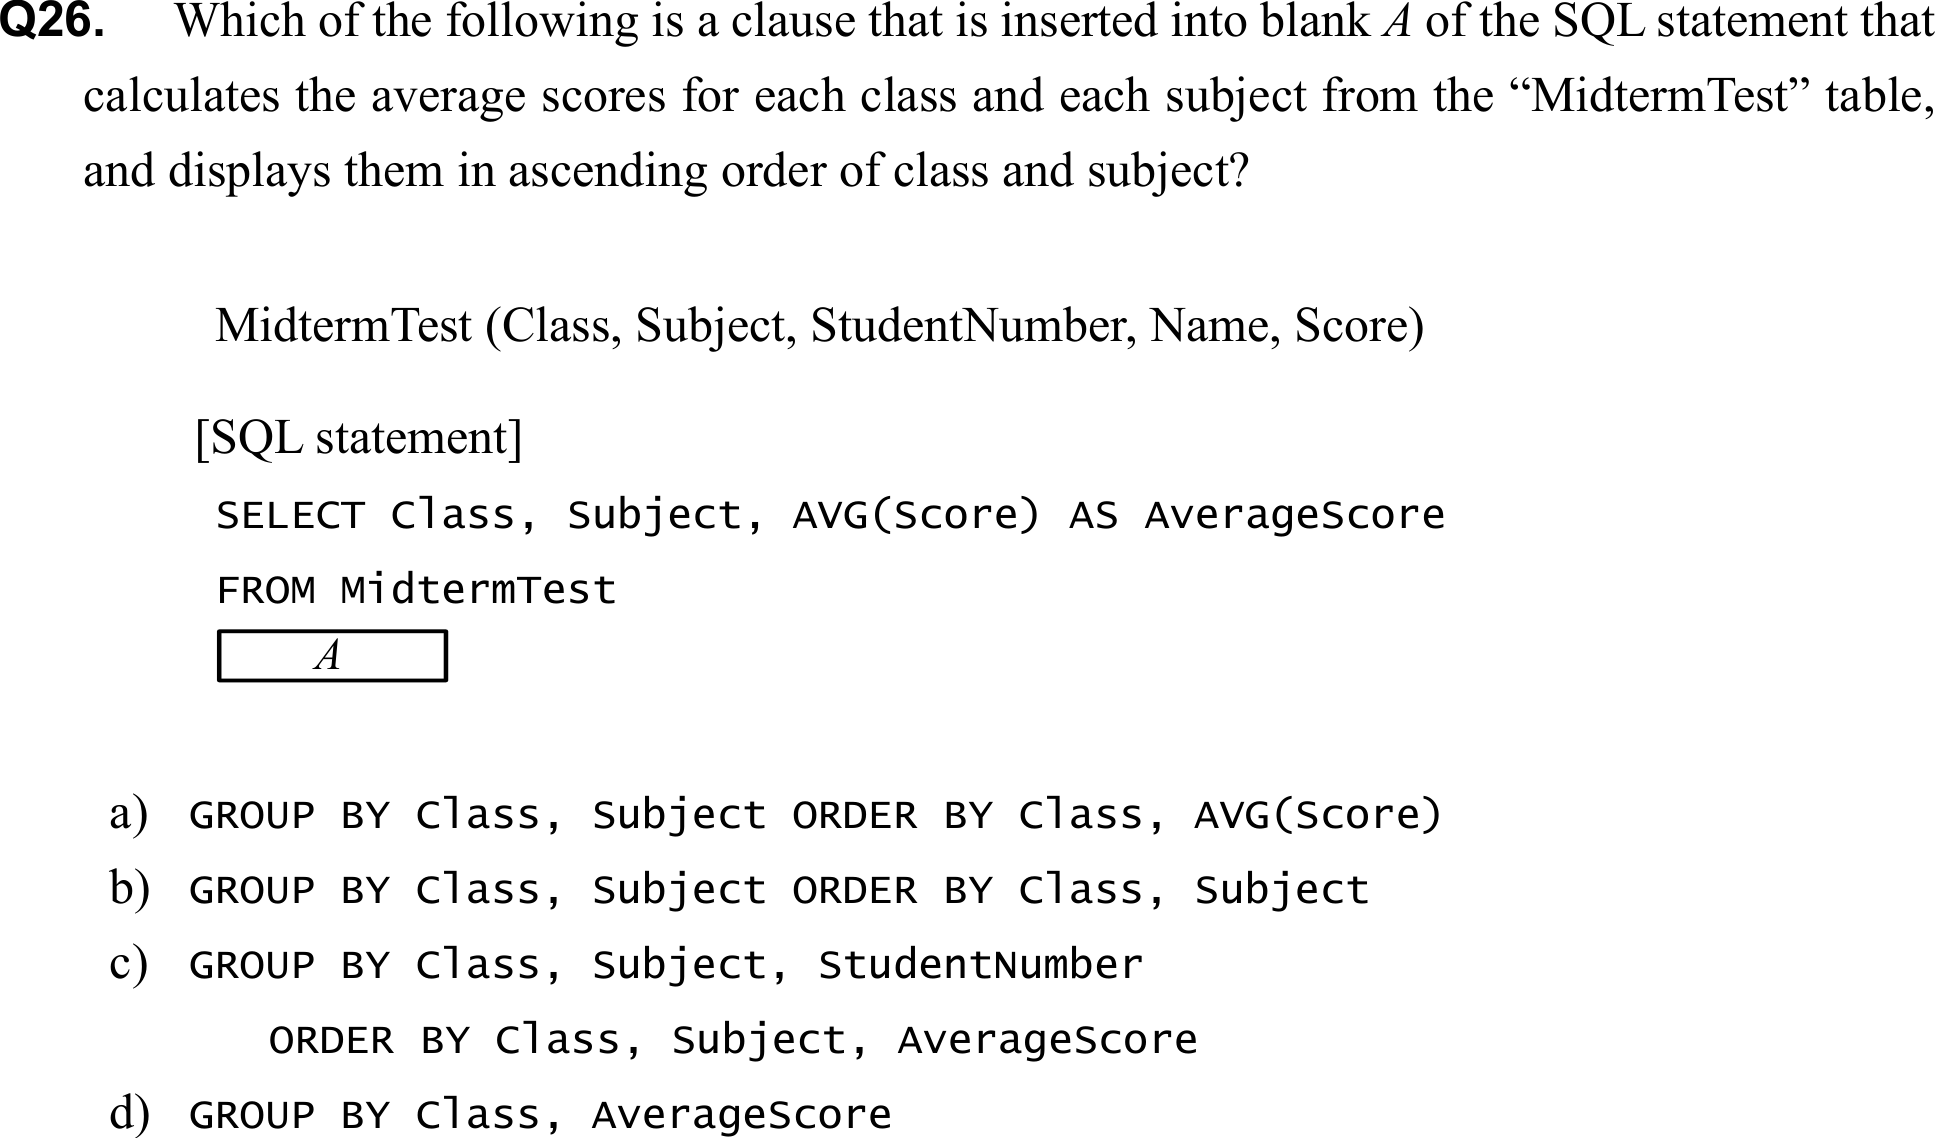 Q26. Which of the following is a clause that is inserted into blank A of the SQL statement that
calculates the average scores for each class and each subject from the “MidtermTest” table,
and displays them in ascending order of class and subject?
MidtermTest (Class, Subject, StudentNumber, Name, Score)
[SQL statement]
SELECT Class, Subject, AVG(Score) AS AverageScore
FROM MidtermTest
A
a) GROUP BY Class, Subject ORDER BY Class, AVG(Score)
b) GROUP BY Class, Subject ORDER BY Class, Subject
c) GROUP BY Class, Subject, StudentNumber
ORDER BY Class, Subject, AverageScore
d) GROUP BY Class, AverageScore